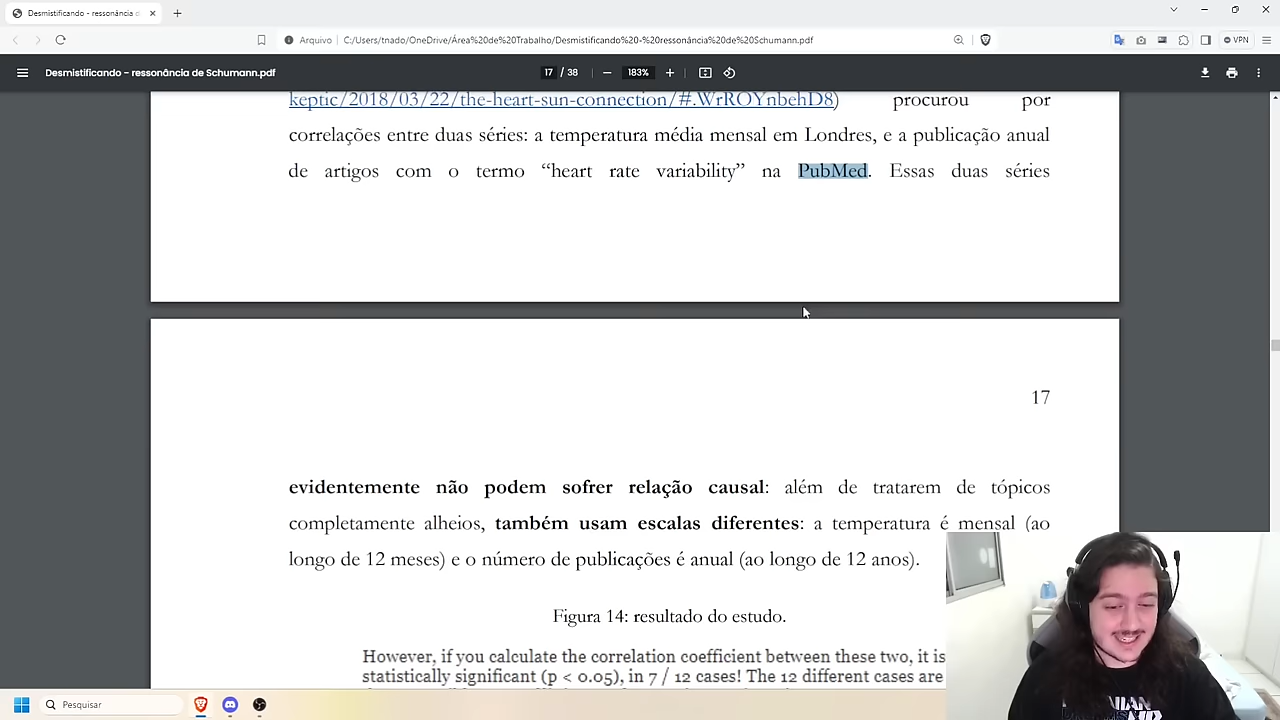 Desmistificando - ressonância d
Arquivo
C:/Users/tnado/OneDrive/Área%20de%20Trabalho/Desmistificando%20-%20ressonância%20de%20Schumann.pdf
VPN
Desmistificando - ressonância de Schumann.pdf
17 / 38
183%
keptic/2018/03/22/the-heart-sun-connection/#.WrROYnbehD8) procurou por
correlações entre duas séries: a temperatura média mensal em Londres, e a publicação anual
de artigos com o termo “heart rate variability” na PubMed. Essas duas séries
17
evidentemente não podem sofrer relação causal: além de tratarem de tópicos
completamente alheios, também usam escalas diferentes: a temperatura é mensal (ao
longo de 12 meses) e o número de publicações é anual (ao longo de 12 anos).
Figura 14: resultado do estudo.
However, if you calculate the correlation coefficient between these two, it is
statistically significant (p < 0.05), in 7 / 12 cases! The 12 different cases are
Pesquisar